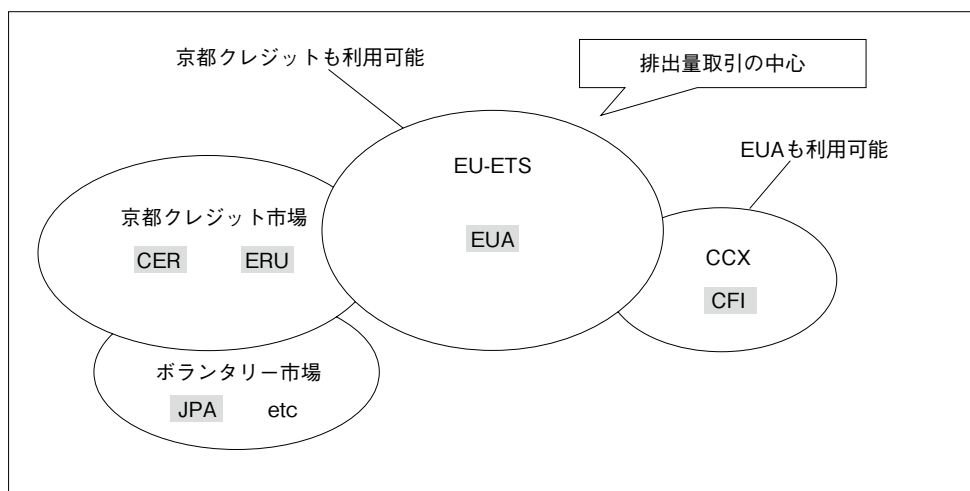 京都クレジットも利用可能
排出量取引の中心
EU-ETS
EUAも利用可能
京都クレジット市場
EUA
CER ERU
CCX
CFI
ボランタリー市場
JPA etc